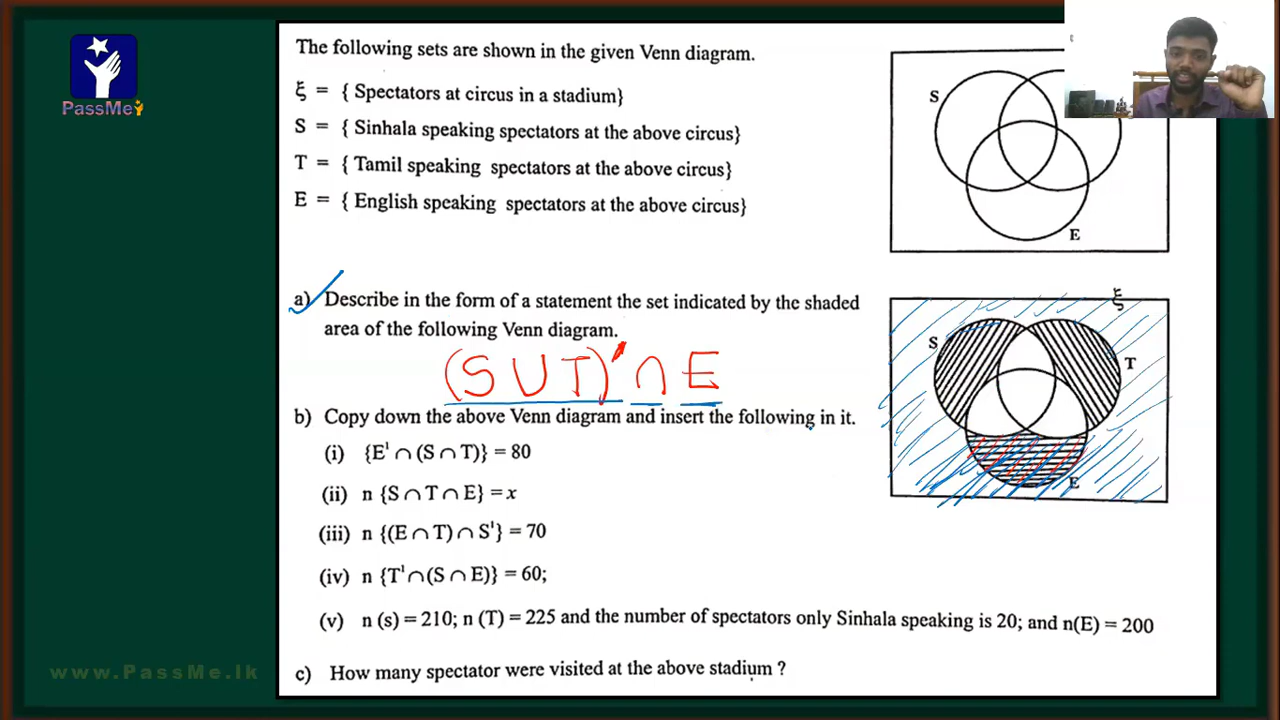 PassMe
The following sets are shown in the given Venn diagram.
ξ = { Spectators at circus in a stadium}
S = { Sinhala speaking spectators at the above circus}
T = { Tamil speaking spectators at the above circus}
E = { English speaking spectators at the above circus}
S
E
a) Describe in the form of a statement the set indicated by the shaded
area of the following Venn diagram.
(S ∪ T)' ∩ E
ξ
S
T
E
b) Copy down the above Venn diagram and insert the following in it.
(i) {E' ∩ (S ∩ T)} = 80
(ii) n {S ∩ T ∩ E} = x
(iii) n {(E ∩ T) ∩ S'} = 70
(iv) n {T' ∩ (S ∩ E)} = 60;
(v) n (s) = 210; n (T) = 225 and the number of spectators only Sinhala speaking is 20; and n(E) = 200
c) How many spectator were visited at the above stadium ?
www.PassMe.lk